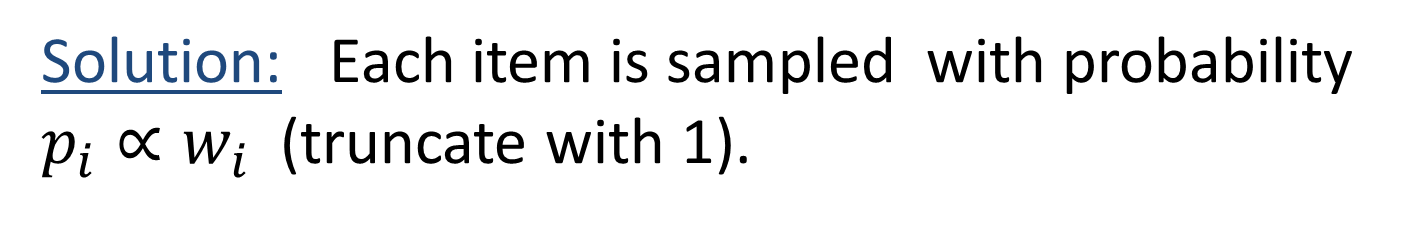 Solution: Each item is sampled with probability
𝑝ᵢ ∝ 𝑤ᵢ (truncate with 1).